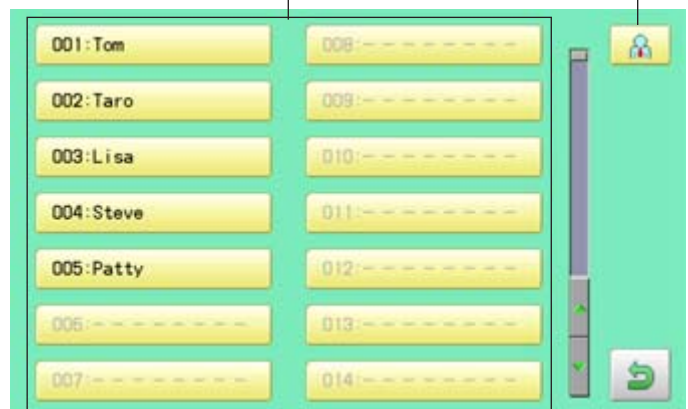 001:Tom
002:Taro
003:Lisa
004:Steve
005:Patty
006:--------
007:--------
008:--------
009:--------
010:--------
011:--------
012:--------
013:--------
014:--------